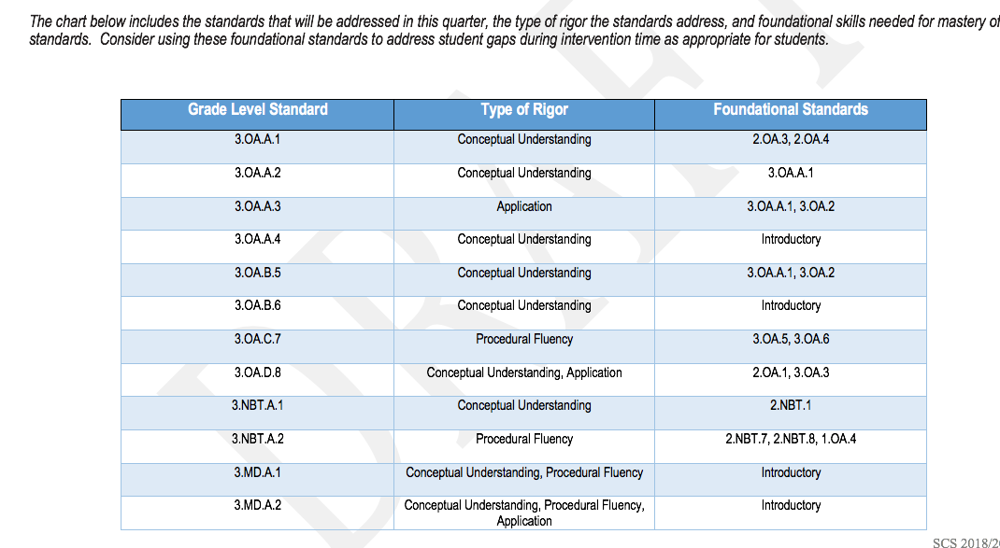 The chart below includes the standards that will be addressed in this quarter, the type of rigor the standards address, and foundational skills needed for mastery of
standards. Consider using these foundational standards to address student gaps during intervention time as appropriate for students.
Grade Level Standard Type of Rigor Foundational Standards
3.OA.A.1 Conceptual Understanding 2.OA.3, 2.OA.4
3.OA.A.2 Conceptual Understanding 3.OA.A.1
3.OA.A.3 Application 3.OA.A.1, 3.OA.2
3.OA.A.4 Conceptual Understanding Introductory
3.OA.B.5 Conceptual Understanding 3.OA.A.1, 3.OA.2
3.OA.B.6 Conceptual Understanding Introductory
3.OA.C.7 Procedural Fluency 3.OA.5, 3.OA.6
3.OA.D.8 Conceptual Understanding, Application 2.OA.1, 3.OA.3
3.NBT.A.1 Conceptual Understanding 2.NBT.1
3.NBT.A.2 Procedural Fluency 2.NBT.7, 2.NBT.8, 1.OA.4
3.MD.A.1 Conceptual Understanding, Procedural Fluency Introductory
3.MD.A.2 Conceptual Understanding, Procedural Fluency, Introductory
Application
DRAFT
SCS 2018/2